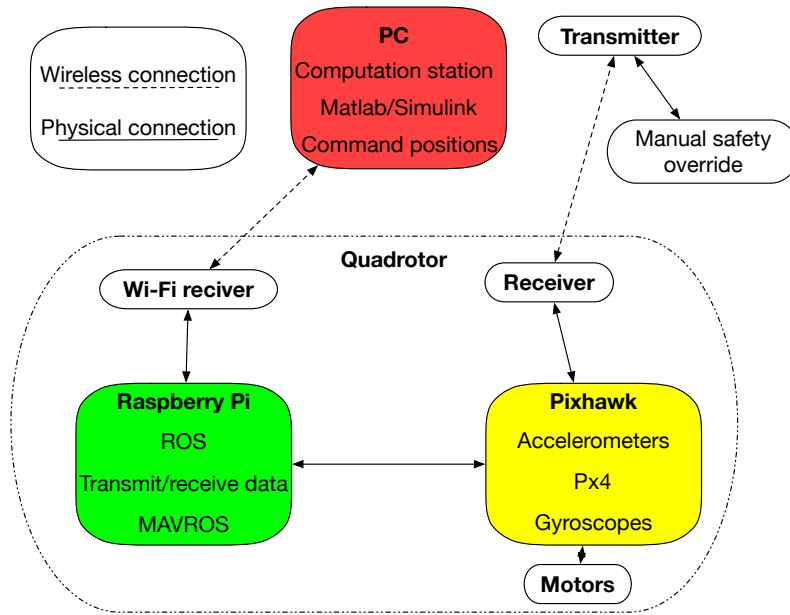 Wireless connection
Physical connection
PC
Computation station
Matlab/Simulink
Command positions
Transmitter
Manual safety
override
Quadrotor
Wi-Fi reciver
Receiver
Raspberry Pi
ROS
Transmit/receive data
MAVROS
Pixhawk
Accelerometers
Px4
Gyroscopes
Motors